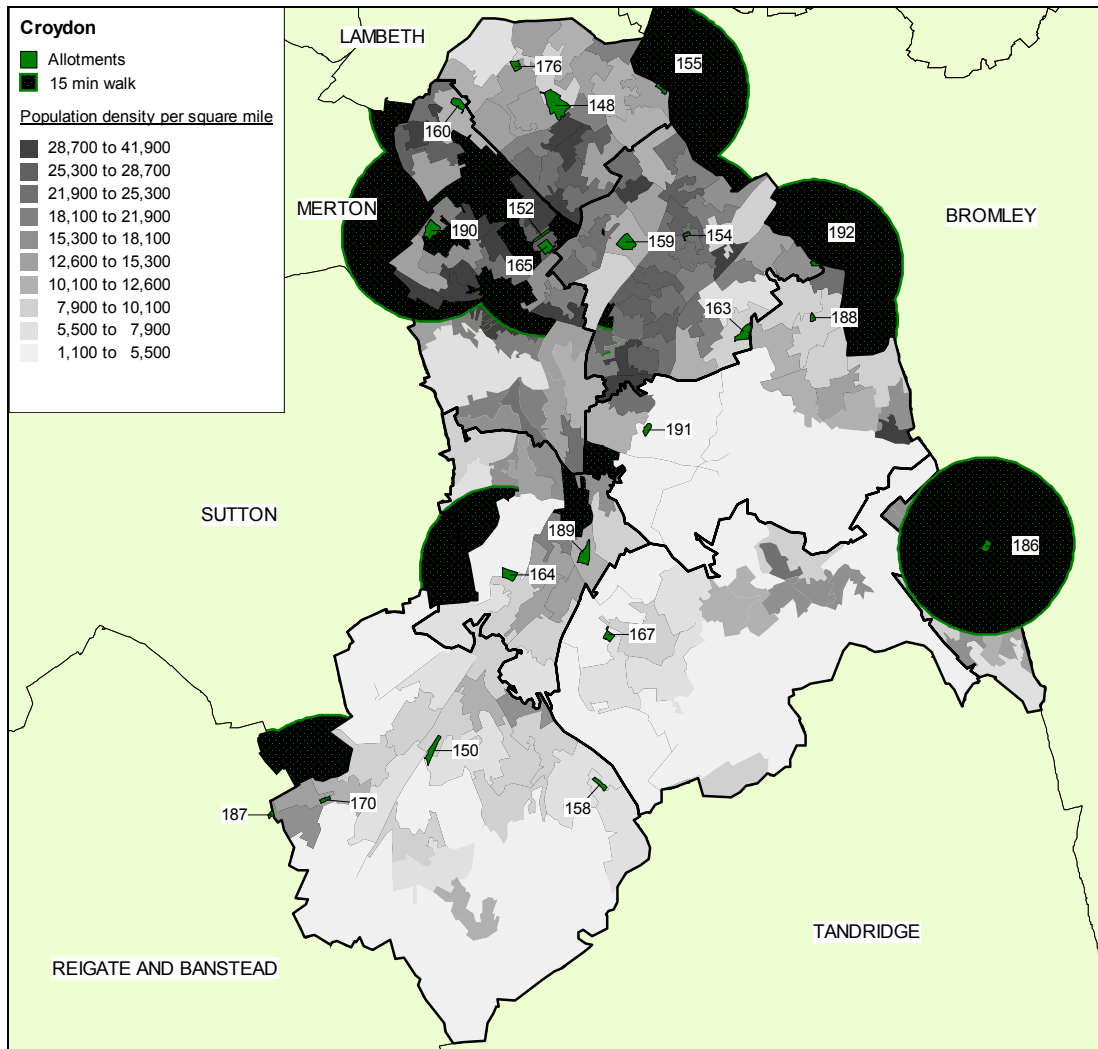 Croydon
Allotments
15 min walk
Population density per square mile
28,700 to 41,900
25,300 to 28,700
21,900 to 25,300
18,100 to 21,900
15,300 to 18,100
12,600 to 15,300
10,100 to 12,600
7,900 to 10,100
5,500 to 7,900
1,100 to 5,500
LAMBETH
176
155
148
160
MERTON
152
BROMLEY
190
159
154
192
165
163
188
191
SUTTON
189
186
164
167
150
170
187
158
TANDRIDGE
REIGATE AND BANSTEAD